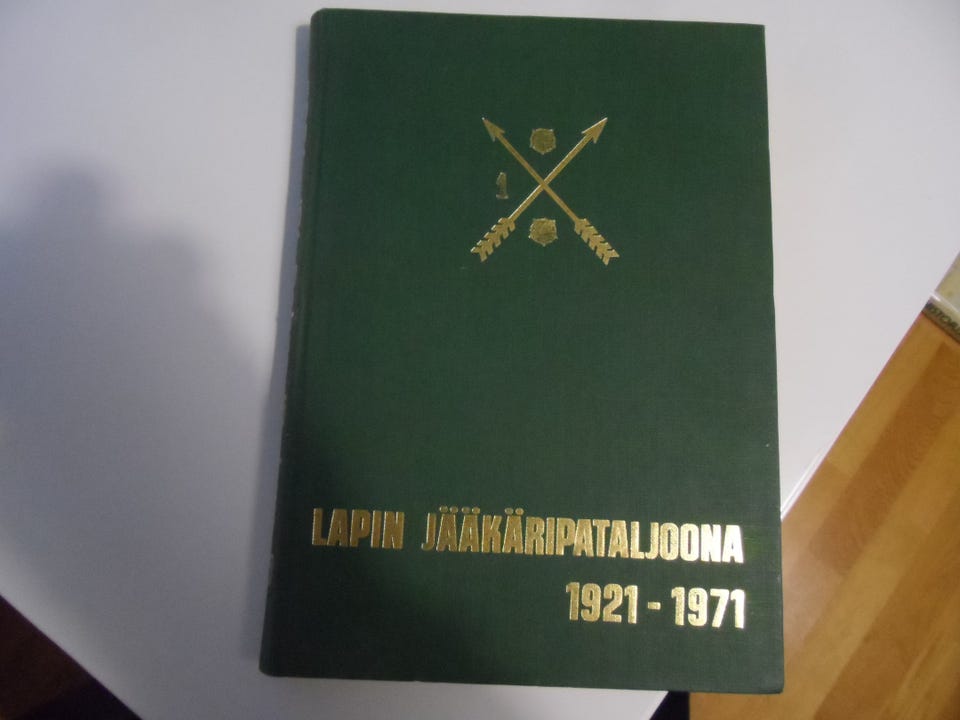 1
LAPIN JÄÄKÄRIPATALJOONA
1921 - 1971